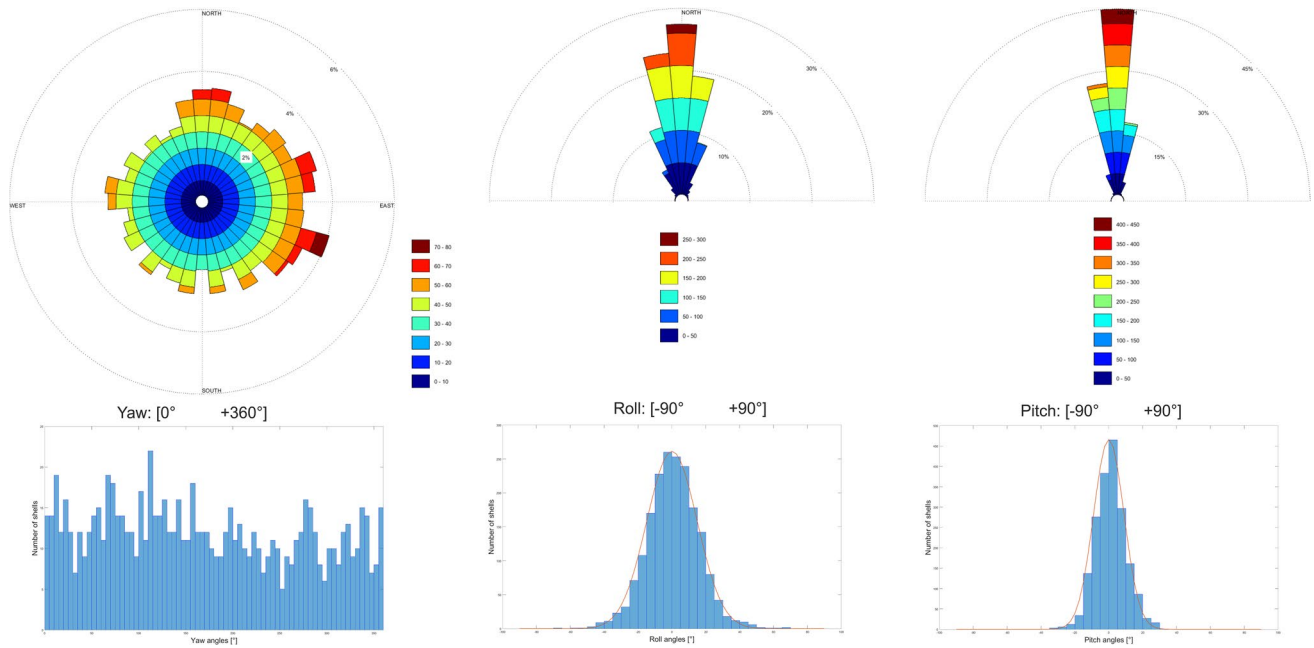 NORTH
6%
4%
2%
WEST
EAST
SOUTH
70 - 80
60 - 70
50 - 60
40 - 50
30 - 40
20 - 30
10 - 20
0 - 10
NORTH
30%
20%
10%
250 - 300
200 - 250
150 - 200
100 - 150
50 - 100
0 - 50
NORTH
45%
30%
15%
400 - 450
350 - 400
300 - 350
250 - 300
200 - 250
150 - 200
100 - 150
50 - 100
0 - 50
Yaw: [0° +360°]
Number of shells
Yaw angles [°]
Roll: [-90° +90°]
Number of shells
Roll angles [°]
Pitch: [-90° +90°]
Number of shells
Pitch angles [°]